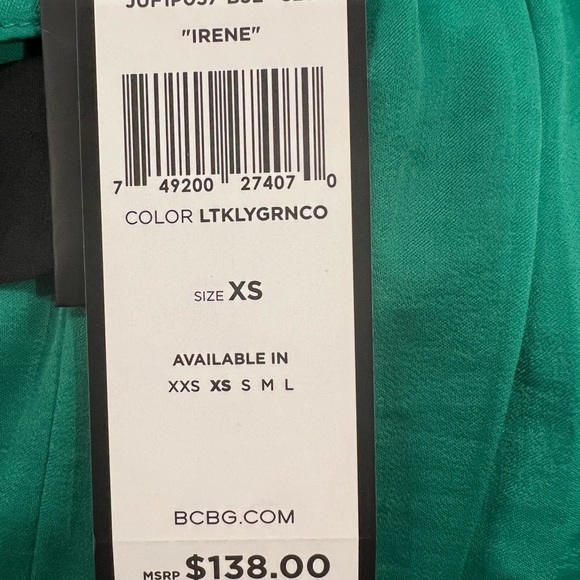 "IRENE"
7 49200 27407 0
COLOR LTKLYGRNCO
SIZE XS
AVAILABLE IN
XXS XS S M L
BCBG.COM
MSRP $138.00